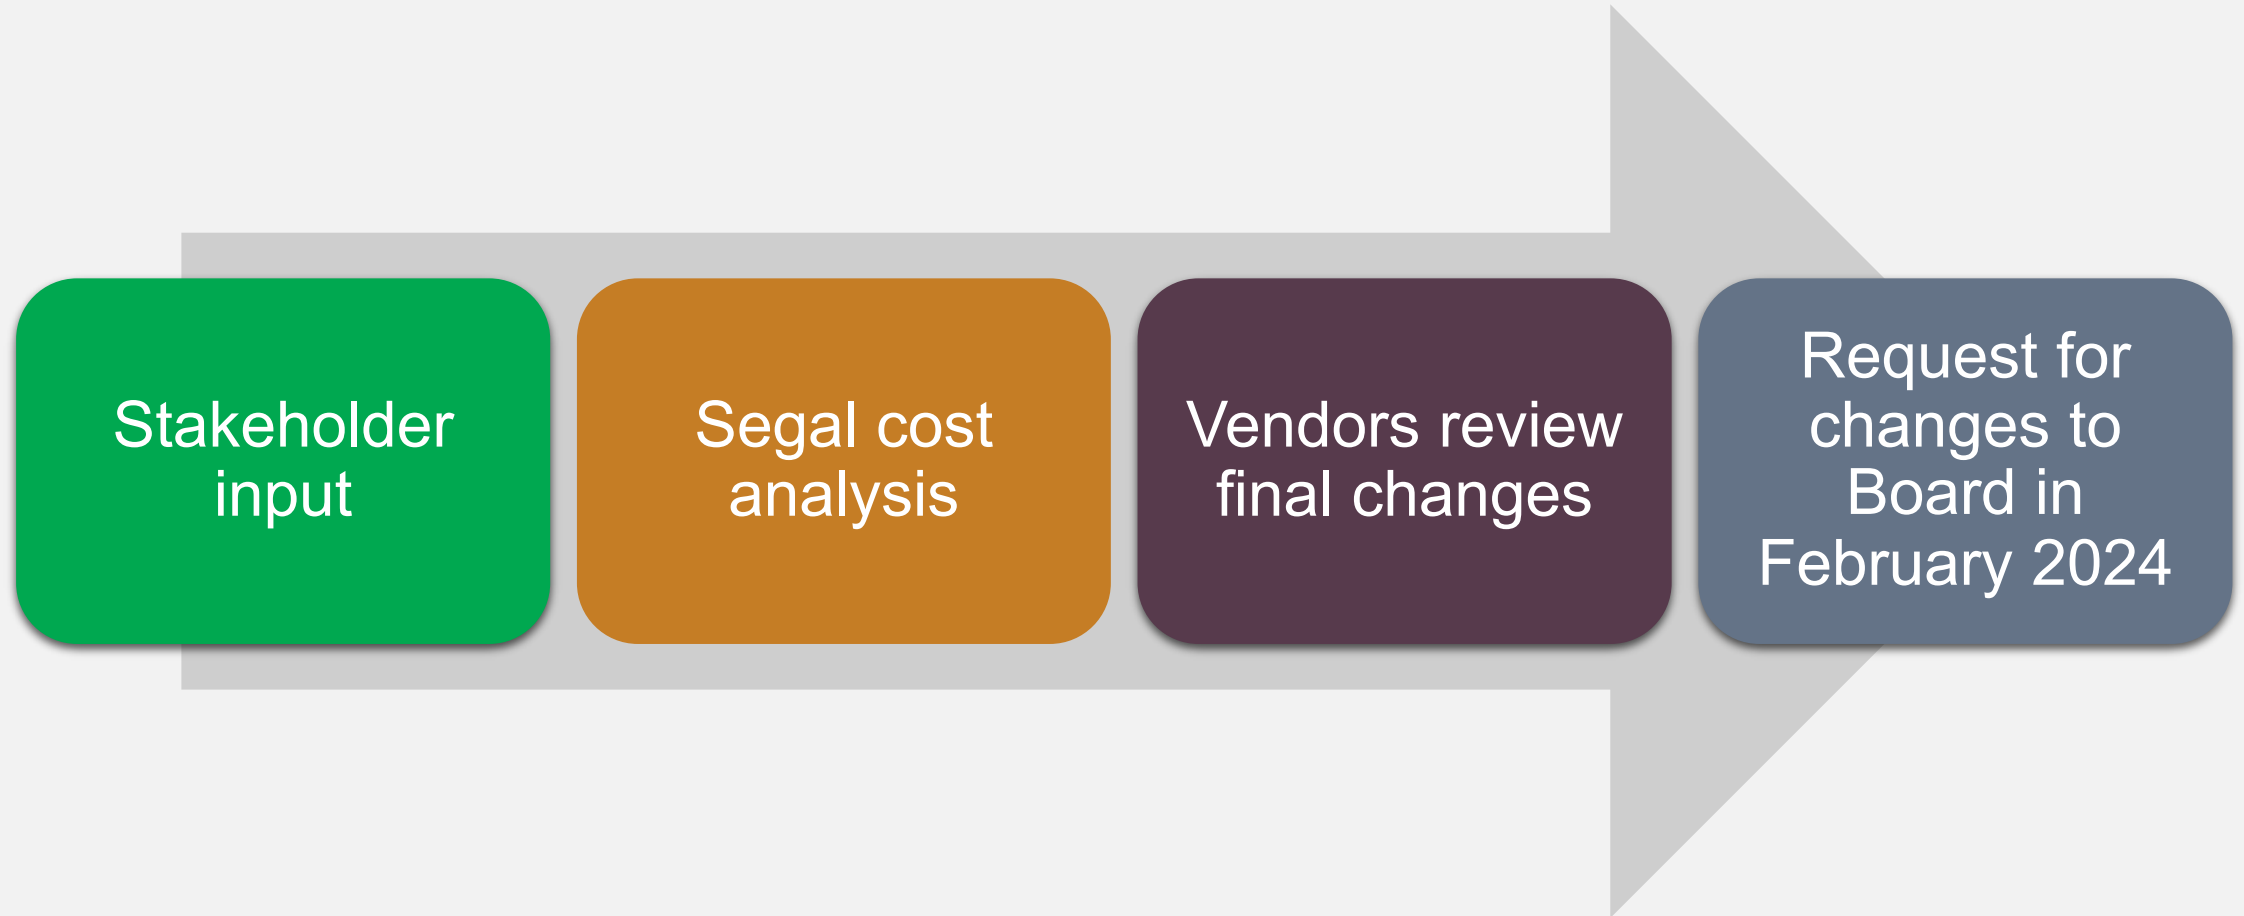 Stakeholder
input
Segal cost
analysis
Vendors review
final changes
Request for
changes to
Board in
February 2024